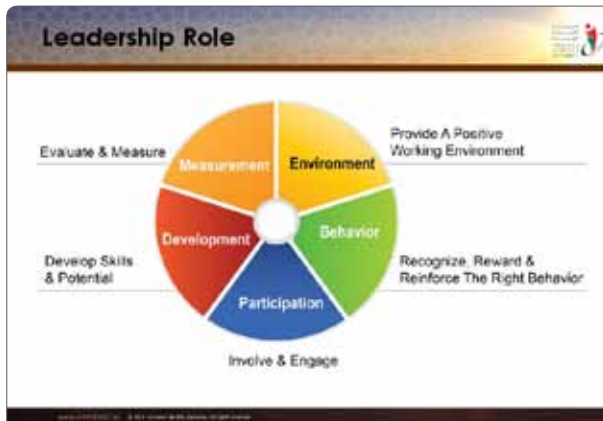 Leadership Role
Evaluate & Measure
Measurement
Environment
Provide A Positive
Working Environment
Development
Behavior
Develop Skills
& Potential
Recognize, Reward &
Reinforce The Right Behavior
Participation
Involve & Engage